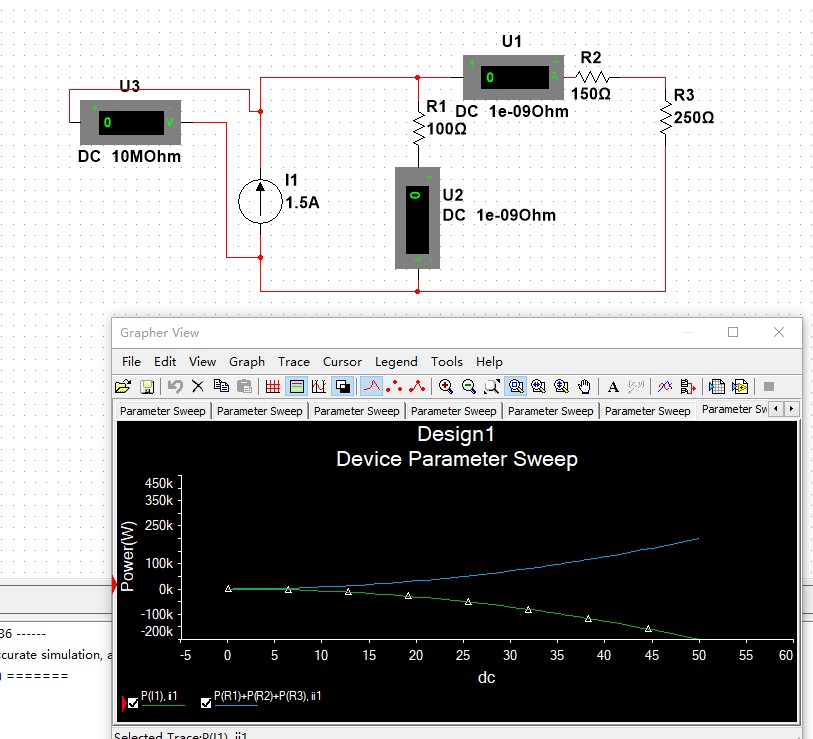 U1
R2
U3
+ -
+ -
0
0 A
150Ω
R3
250Ω
R1
100Ω
DC 1e-09Ohm
0 V
DC 10MOhm
I1
1.5A
U2
DC 1e-09Ohm
0
Grapher View
File Edit View Graph Trace Cursor Legend Tools Help
Parameter Sweep Parameter Sweep Parameter Sweep Parameter Sweep Parameter Sweep Parameter Sweep Parameter Sw
Design1
Device Parameter Sweep
Power(W)
450k
350k
250k
100k
0k
-100k
-200k
-5 0 5 10 15 20 25 30 35 40 45 50 55 60
dc
P(I1), ii1 P(R1)+P(R2)+P(R3), ii1
36 ------
curate simulation, a
) =======
Selected Trace:P(I1), ii1